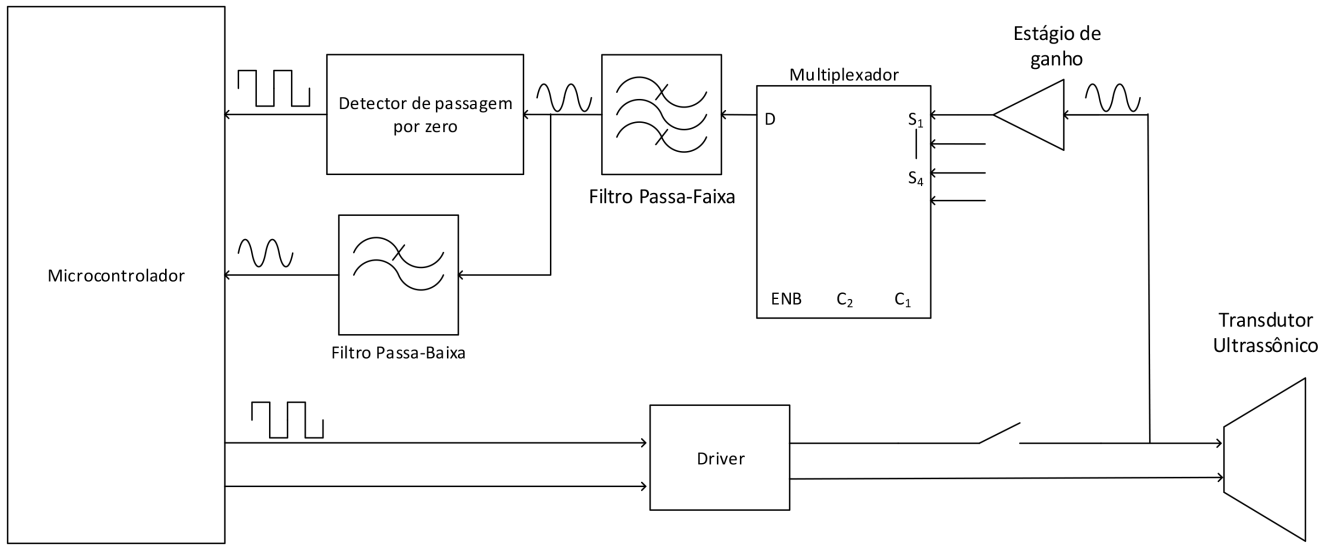 Estágio de
ganho
Multiplexador
Detector de passagem
por zero
D
S₁
S₄
Filtro Passa-Faixa
Microcontrolador
ENB
C₂
C₁
Filtro Passa-Baixa
Transdutor
Ultrassônico
Driver